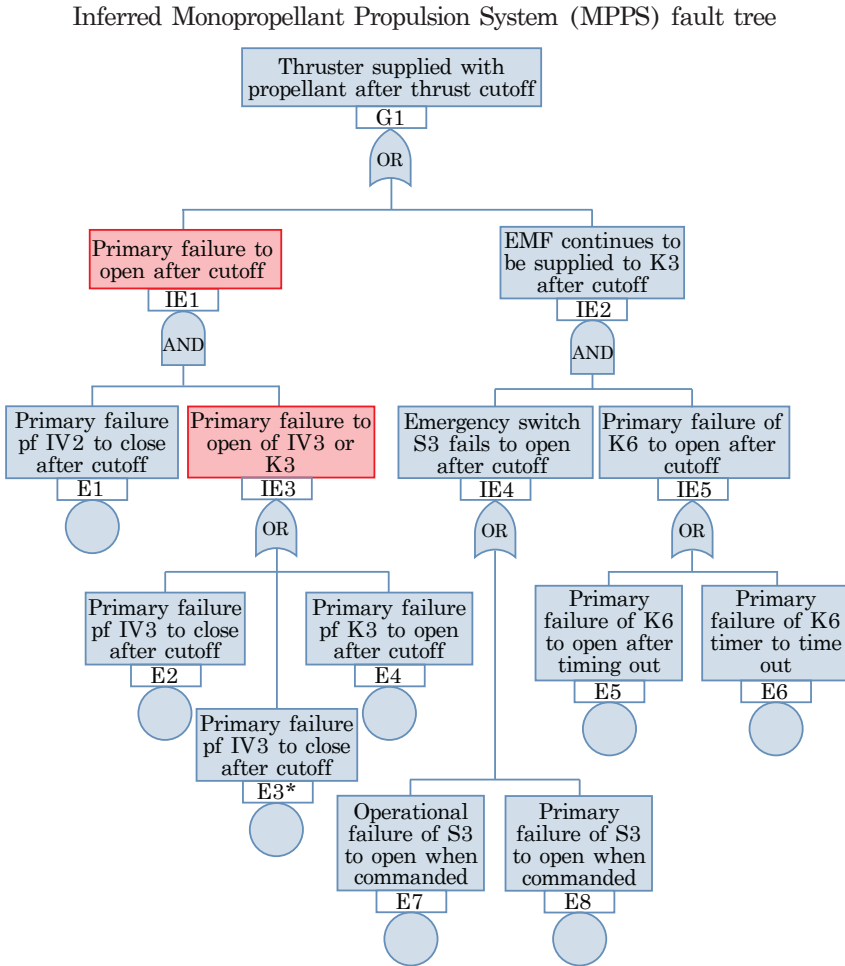 Inferred Monopropellant Propulsion System (MPPS) fault tree
Thruster supplied with
propellant after thrust cutoff
G1
OR
Primary failure to
open after cutoff
IE1
AND
EMF continues to
be supplied to K3
after cutoff
IE2
AND
Primary failure
pf IV2 to close
after cutoff
E1
Primary failure to
open of IV3 or
K3
IE3
OR
Emergency switch
S3 fails to open
after cutoff
IE4
OR
Primary failure of
K6 to open after
cutoff
IE5
OR
Primary failure
pf IV3 to close
after cutoff
E2
Primary failure
pf K3 to open
after cutoff
E4
Primary
failure of K6
to open after
timing out
E5
Primary
failure of K6
timer to time
out
E6
Primary failure
pf IV3 to close
after cutoff
E3*
Operational
failure of S3
to open when
commanded
E7
Primary
failure of S3
to open when
commanded
E8